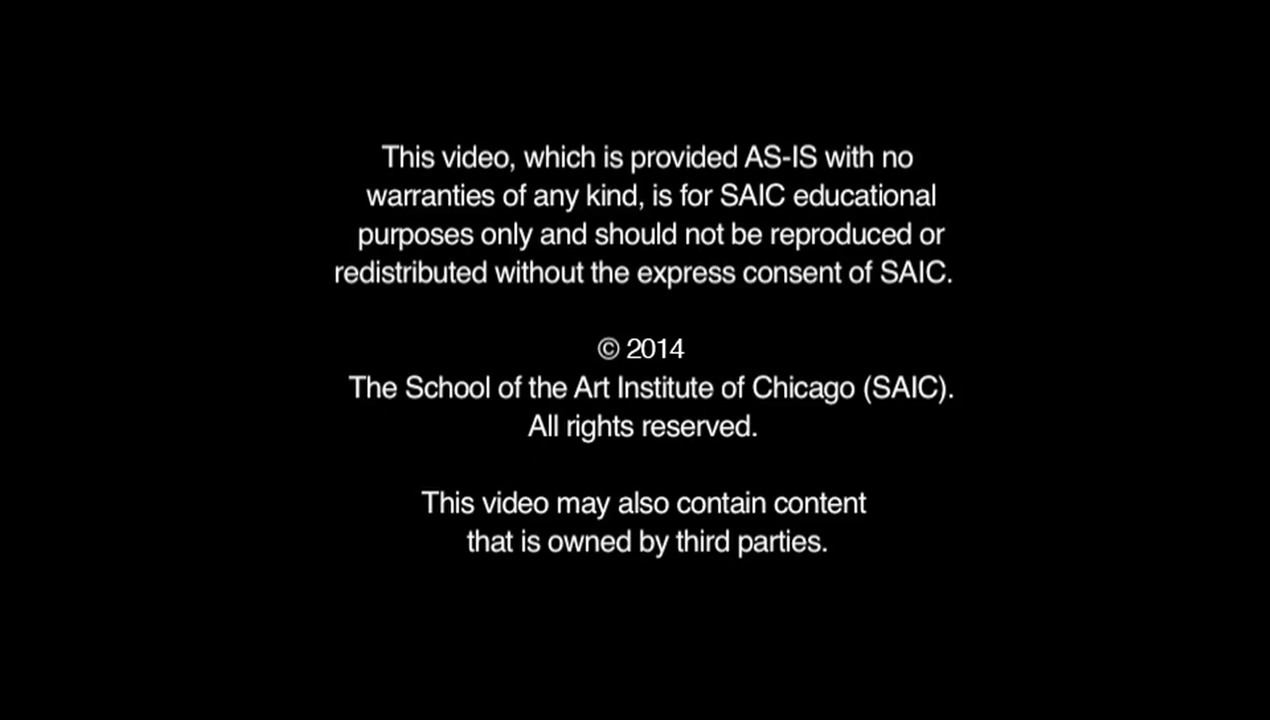 This video, which is provided AS-IS with no
warranties of any kind, is for SAIC educational
purposes only and should not be reproduced or
redistributed without the express consent of SAIC.
© 2014
The School of the Art Institute of Chicago (SAIC).
All rights reserved.
This video may also contain content
that is owned by third parties.